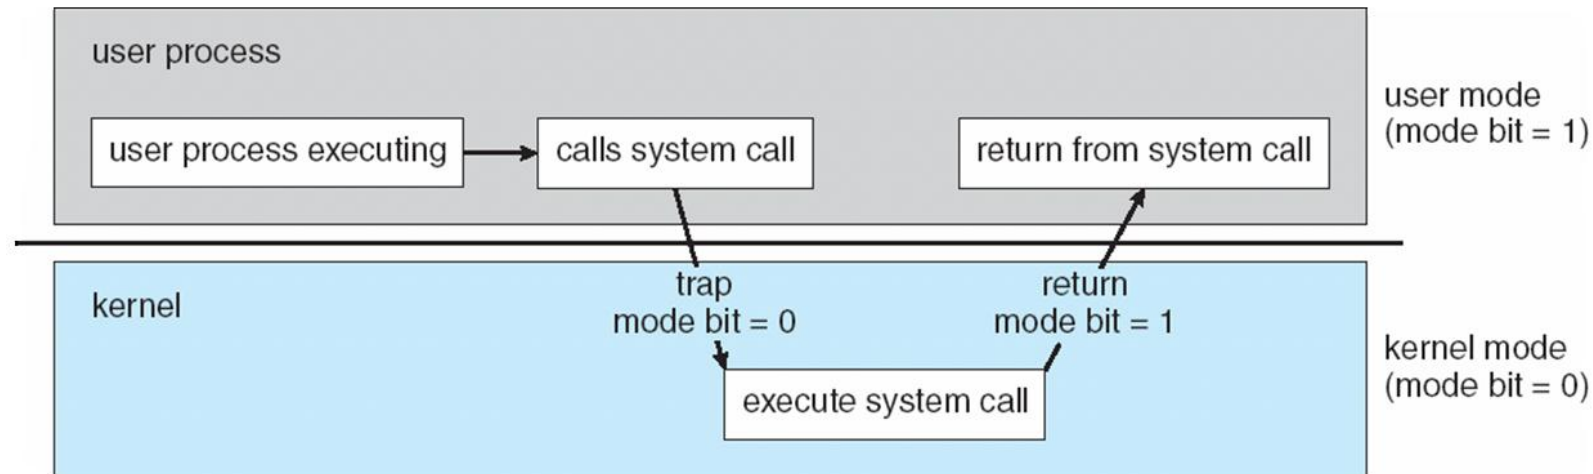 user process
user process executing
calls system call
return from system call
user mode
(mode bit = 1)
kernel
trap
mode bit = 0
return
mode bit = 1
execute system call
kernel mode
(mode bit = 0)